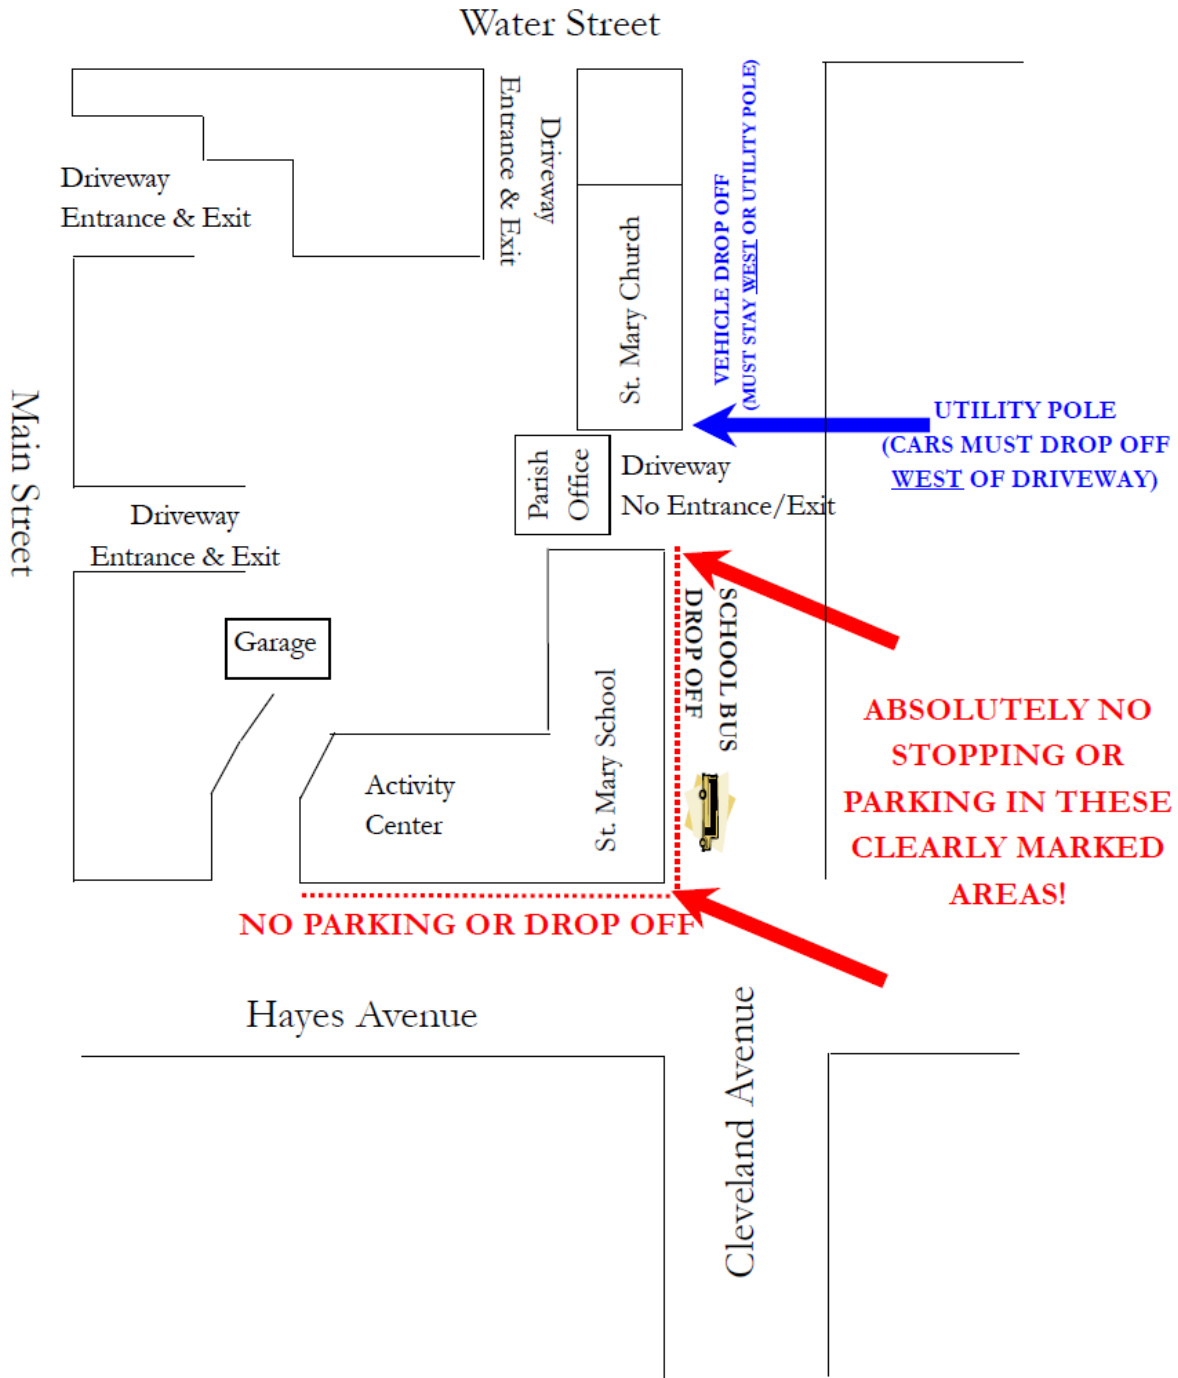 Water Street
Driveway
Entrance & Exit
Driveway
Entrance & Exit
St. Mary Church
VEHICLE DROP OFF
(MUST STAY WEST OR UTILITY POLE)
Main Street
UTILITY POLE
(CARS MUST DROP OFF
WEST OF DRIVEWAY)
Parish
Office
Driveway
No Entrance/Exit
Driveway
Entrance & Exit
Garage
SCHOOL BUS
DROP OFF
St. Mary School
Activity
Center
ABSOLUTELY NO
STOPPING OR
PARKING IN THESE
CLEARLY MARKED
AREAS!
NO PARKING OR DROP OFF
Hayes Avenue
Cleveland Avenue